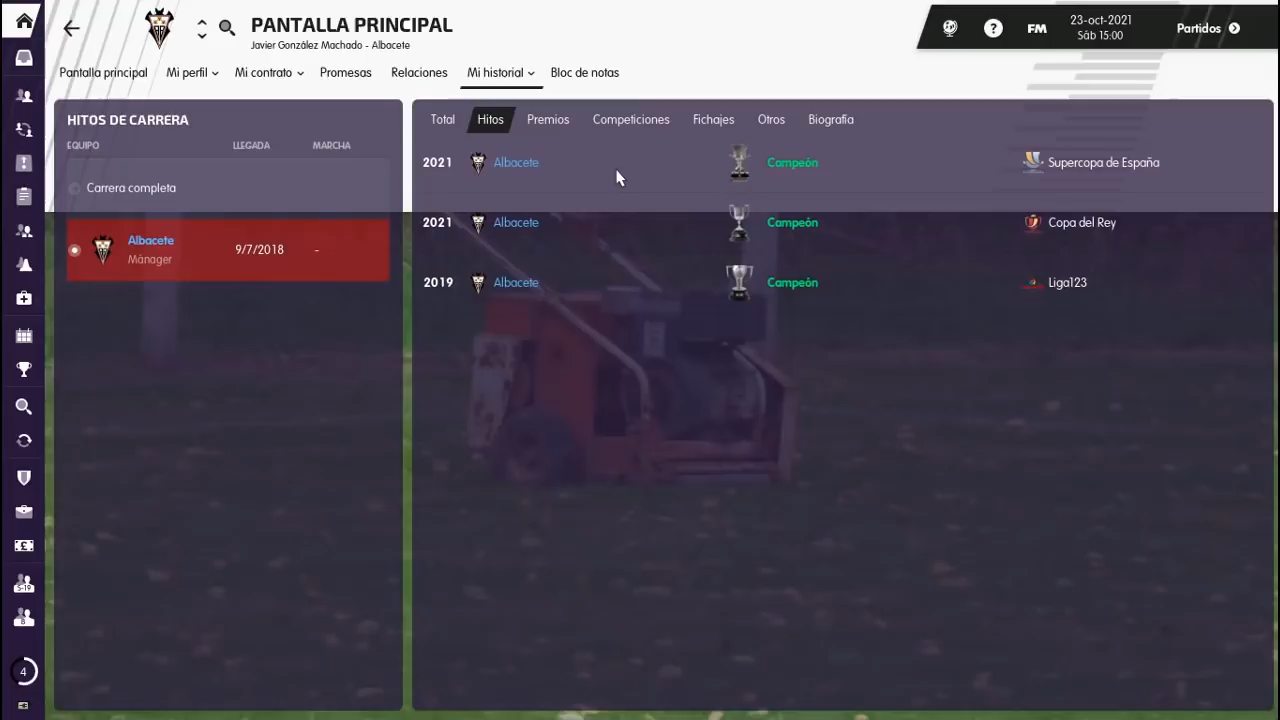 PANTALLA PRINCIPAL
Javier González Machado - Albacete
FM
23-oct-2021
Sáb 15:00
Partidos
Pantalla principal
Mi perfil
Mi contrato
Promesas
Relaciones
Mi historial
Bloc de notas
HITOS DE CARRERA
EQUIPO LLEGADA MARCHA
Carrera completa
Albacete
Mánager
9/7/2018 -
Total Hitos Premios Competiciones Fichajes Otros Biografía
2021 Albacete Campeón Supercopa de España
2021 Albacete Campeón Copa del Rey
2019 Albacete Campeón Liga123
4